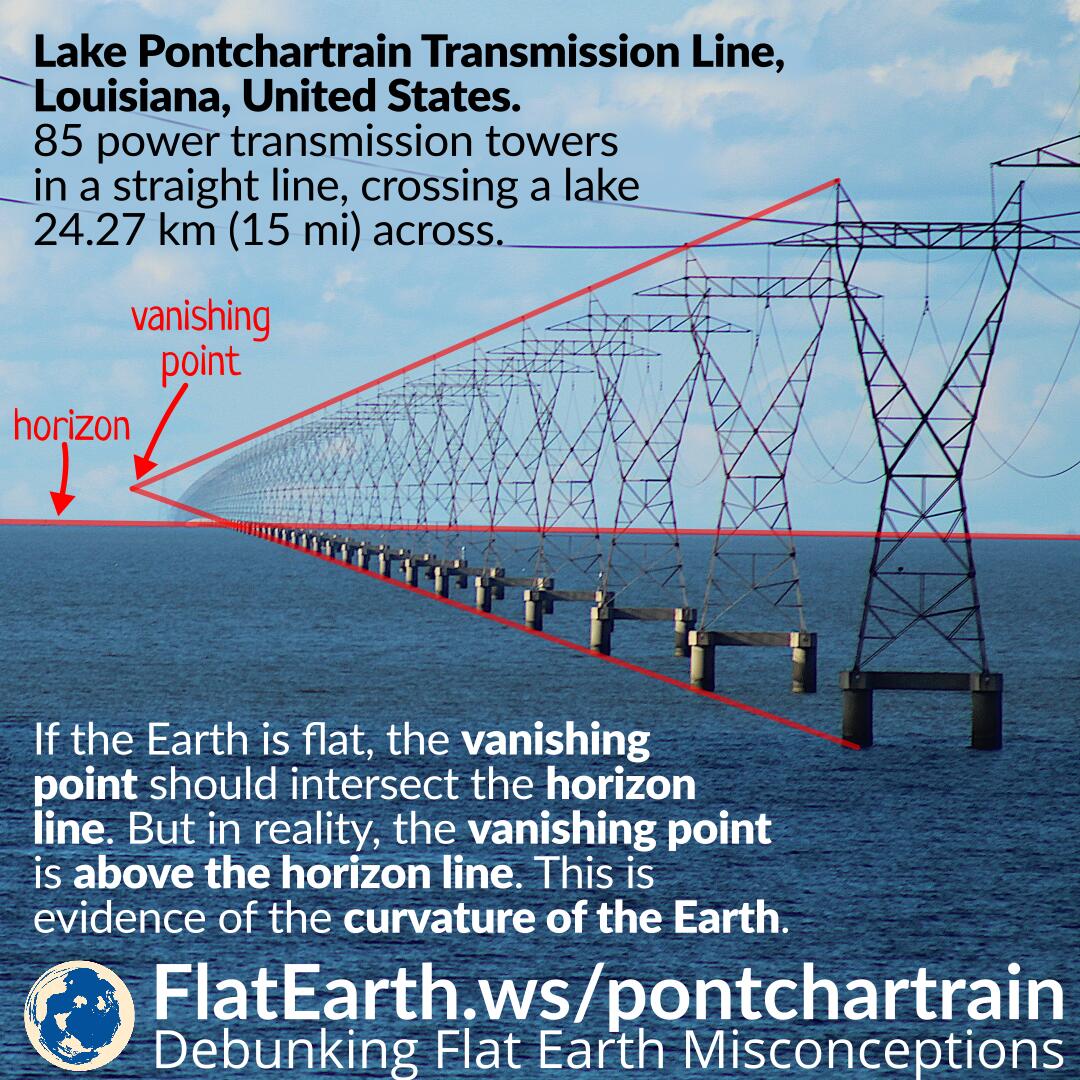 Lake Pontchartrain Transmission Line,
Louisiana, United States.
85 power transmission towers
in a straight line, crossing a lake
24.27 km (15 mi) across.
vanishing
point
horizon
If the Earth is flat, the vanishing
point should intersect the horizon
line. But in reality, the vanishing point
is above the horizon line. This is
evidence of the curvature of the Earth.
FlatEarth.ws/pontchartrain
Debunking Flat Earth Misconceptions